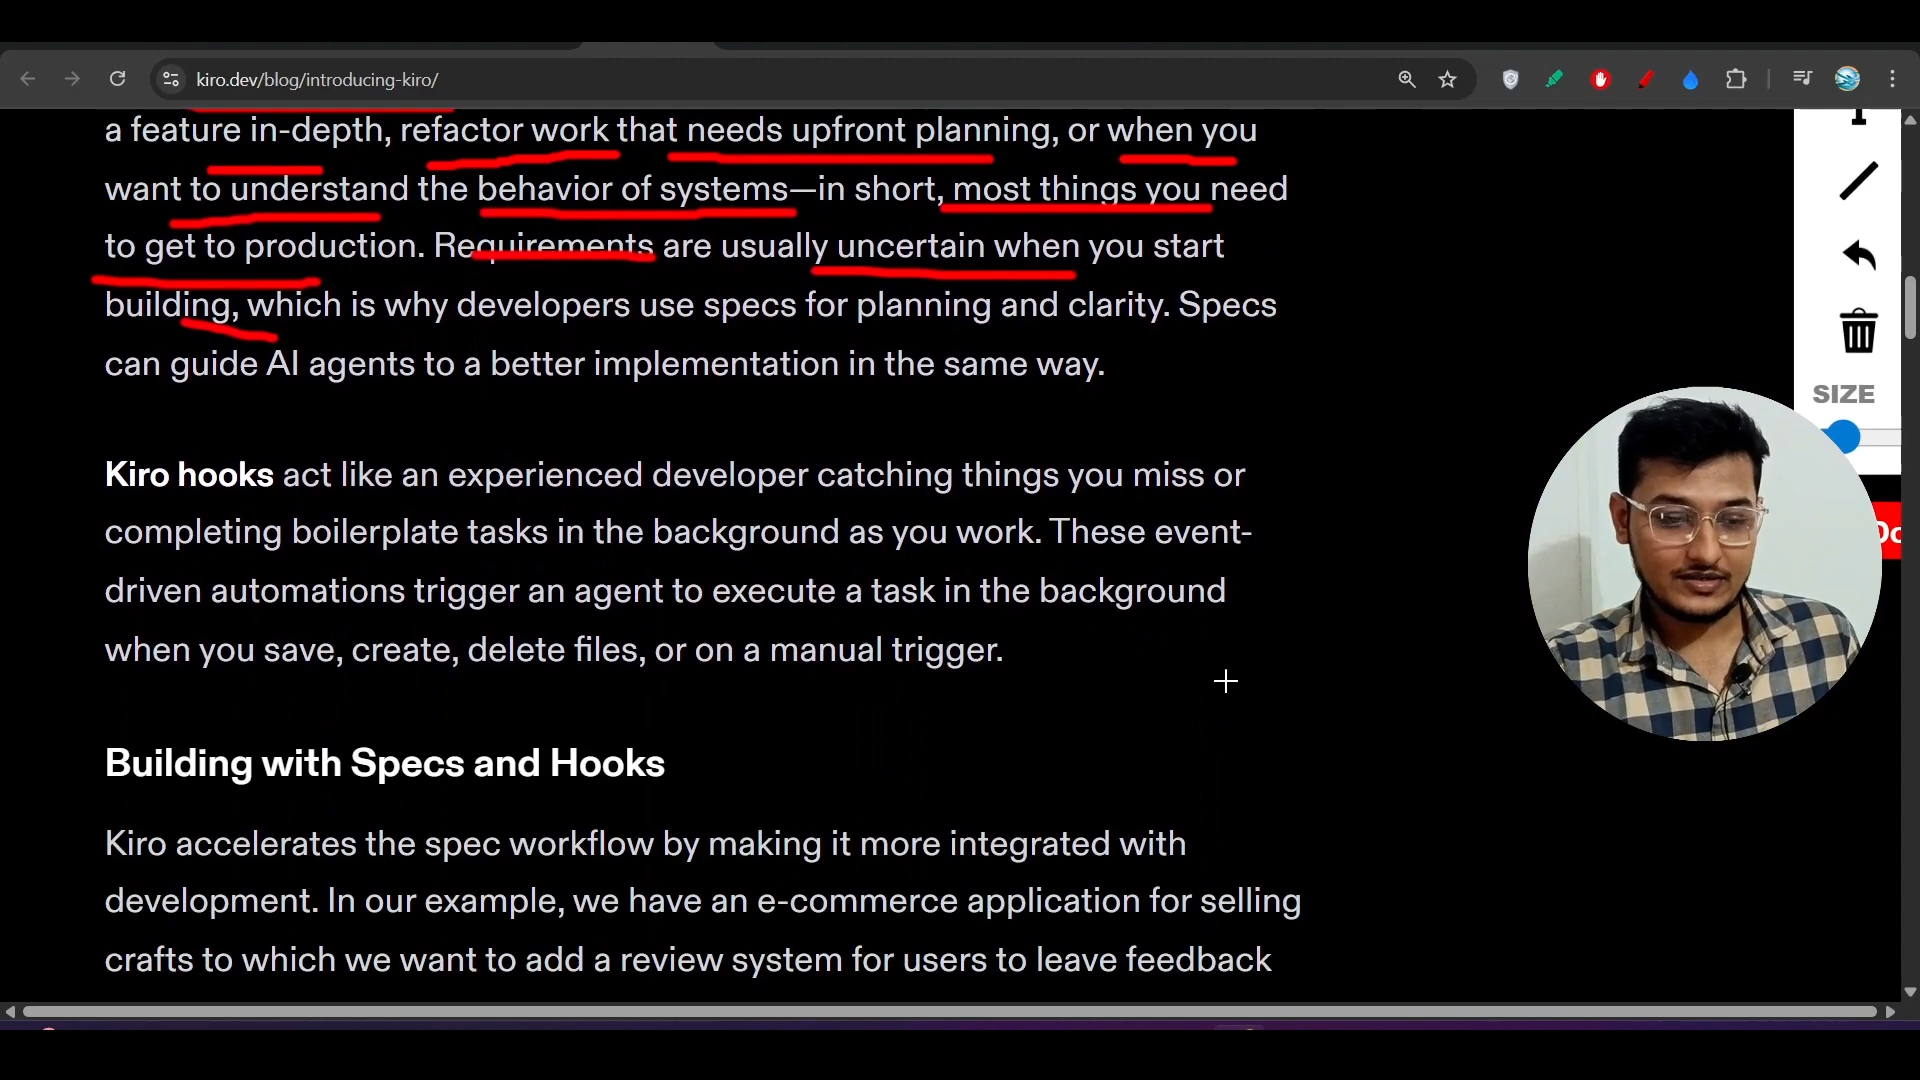 kiro.dev/blog/introducing-kiro/
a feature in-depth, refactor work that needs upfront planning, or when you
want to understand the behavior of systems—in short, most things you need
to get to production. Requirements are usually uncertain when you start
building, which is why developers use specs for planning and clarity. Specs
can guide AI agents to a better implementation in the same way.
SIZE
Kiro hooks act like an experienced developer catching things you miss or
completing boilerplate tasks in the background as you work. These event-
driven automations trigger an agent to execute a task in the background
when you save, create, delete files, or on a manual trigger.
Building with Specs and Hooks
Kiro accelerates the spec workflow by making it more integrated with
development. In our example, we have an e-commerce application for selling
crafts to which we want to add a review system for users to leave feedback